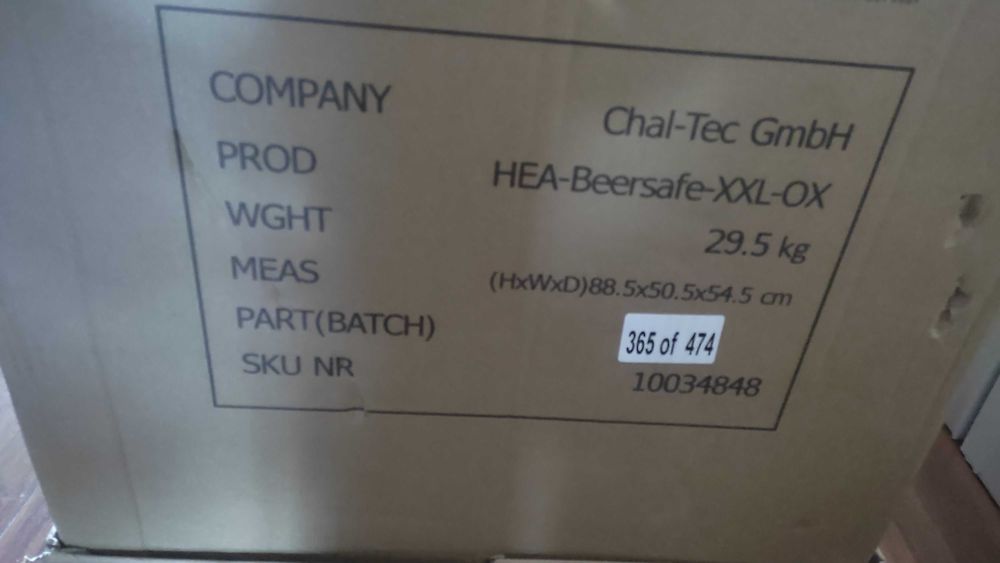 COMPANY Chal-Tec GmbH
PROD HEA-Beersafe-XXL-OX
WGHT 29.5 kg
MEAS (HxWxD)88.5x50.5x54.5 cm
PART(BATCH) 365 of 474
SKU NR 10034848